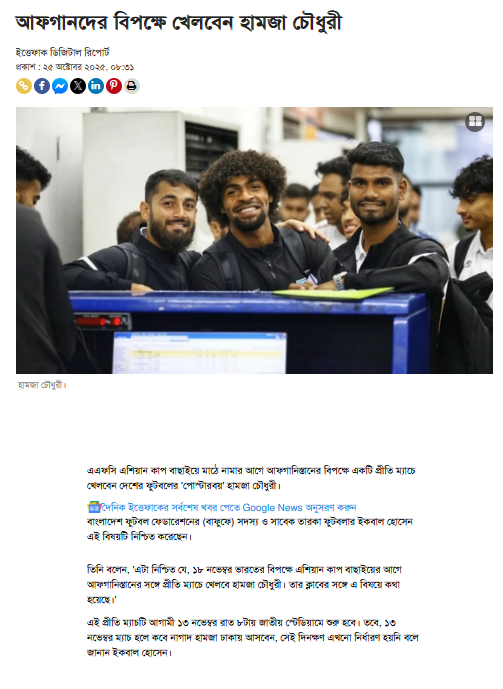 আফগানদের বিপক্ষে খেলবেন হামজা চৌধুরী
ইত্তেফাক ডিজিটাল রিপোর্ট
প্রকাশ : ২৫ অক্টোবর ২০২৫, ০৮:৩১
হামজা চৌধুরী।
এএফসি এশিয়ান কাপ বাছাইয়ে মাঠে নামার আগে আফগানিস্তানের বিপক্ষে একটি প্রীতি ম্যাচে
খেলবেন দেশের ফুটবলের 'পোস্টারবয়' হামজা চৌধুরী।
দৈনিক ইত্তেফাকের সর্বশেষ খবর পেতে Google News অনুসরণ করুন
বাংলাদেশ ফুটবল ফেডারেশনের (বাফুফে) সদস্য ও সাবেক তারকা ফুটবলার ইকবাল হোসেন
এই বিষয়টি নিশ্চিত করেছেন।
তিনি বলেন, 'এটা নিশ্চিত যে, ১৮ নভেম্বর ভারতের বিপক্ষে এশিয়ান কাপ বাছাইয়ের আগে
আফগানিস্তানের সঙ্গে প্রীতি ম্যাচে খেলবে হামজা চৌধুরী। তার ক্লাবের সঙ্গে এ বিষয়ে কথা
হয়েছে।'
এই প্রীতি ম্যাচটি আগামী ১৩ নভেম্বর রাত ৮টায় জাতীয় স্টেডিয়ামে শুরু হবে। তবে, ১৩
নভেম্বর ম্যাচ হলে কবে নাগাদ হামজা ঢাকায় আসবেন, সেই দিনক্ষণ এখনো নির্ধারণ হয়নি বলে
জানান ইকবাল হোসেন।